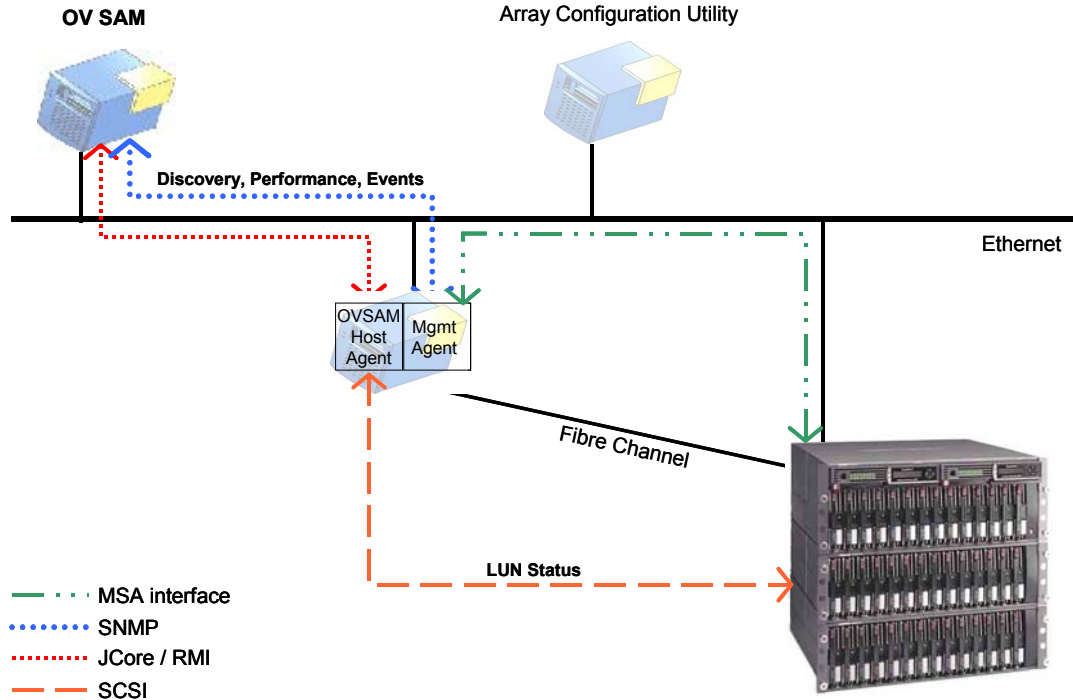 OV SAM
Array Configuration Utility
Discovery, Performance, Events
Ethernet
OVSAM
Host
Agent
Mgmt
Agent
Fibre Channel
LUN Status
MSA interface
SNMP
JCore / RMI
SCSI